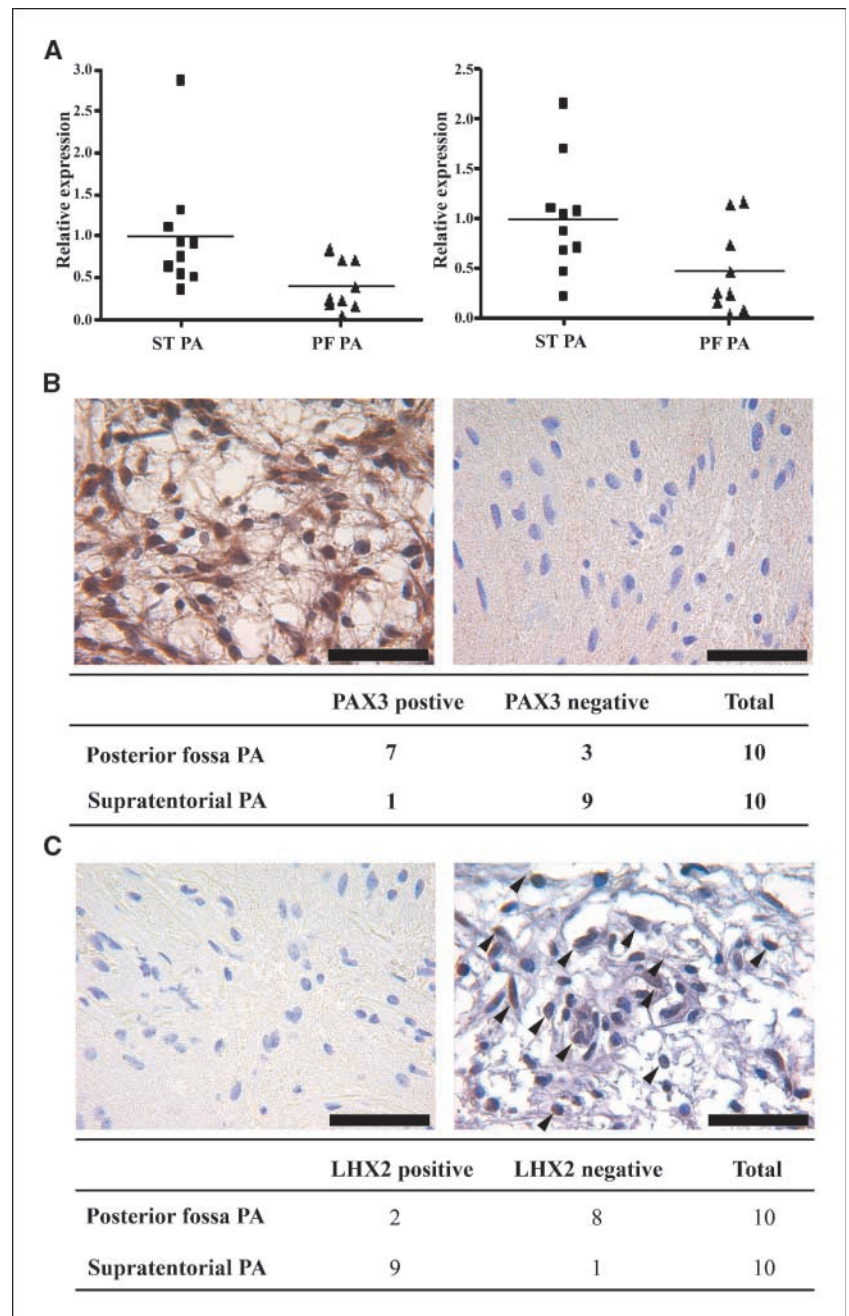 A
Relative expression
3.0
2.5
2.0
1.5
1.0
0.5
0.0
ST PA PF PA
Relative expression
2.5
2.0
1.5
1.0
0.5
0.0
ST PA PF PA
B
PAX3 postive PAX3 negative Total
Posterior fossa PA 7 3 10
Supratentorial PA 1 9 10
C
LHX2 positive LHX2 negative Total
Posterior fossa PA 2 8 10
Supratentorial PA 9 1 10